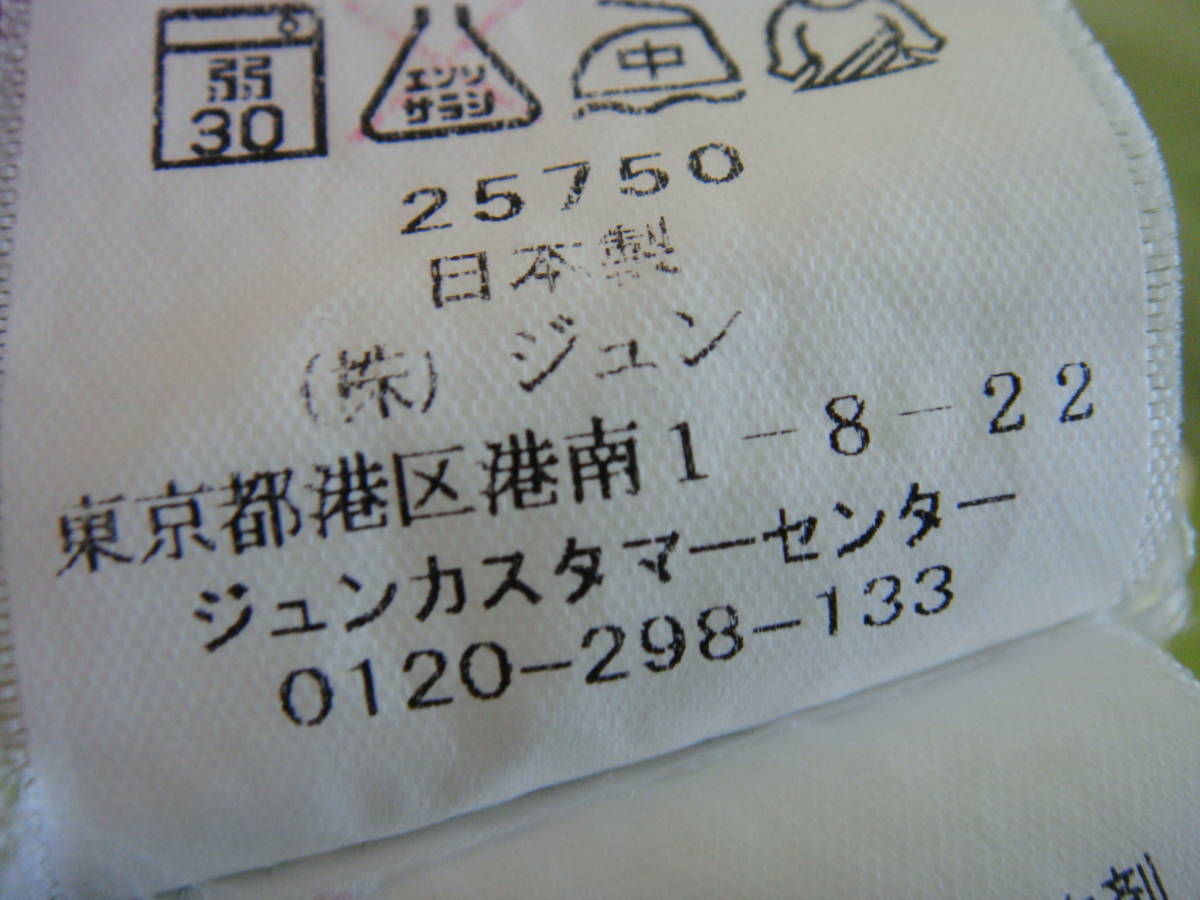 弱
30
エンソ
サラシ
中
25750
日本製
(株) ジュン
東京都港区港南1-8-22
ジュンカスタマーセンター
0120-298-133
剤